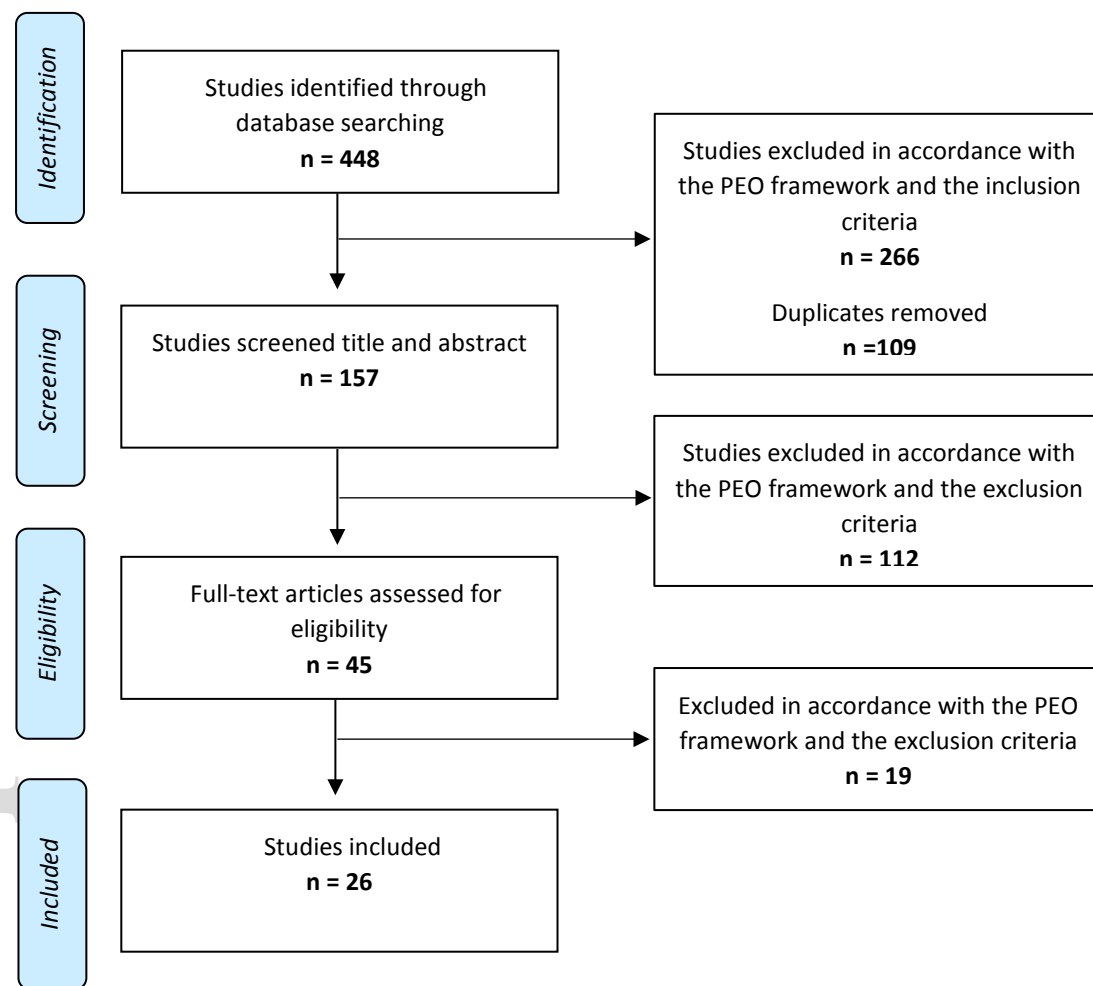 Identification
Studies identified through
database searching
n = 448
Studies excluded in accordance with
the PEO framework and the inclusion
criteria
n = 266
Duplicates removed
n =109
Screening
Studies screened title and abstract
n = 157
Studies excluded in accordance with
the PEO framework and the exclusion
criteria
n = 112
Eligibility
Full-text articles assessed for
eligibility
n = 45
Excluded in accordance with the PEO
framework and the exclusion criteria
n = 19
Included
Studies included
n = 26